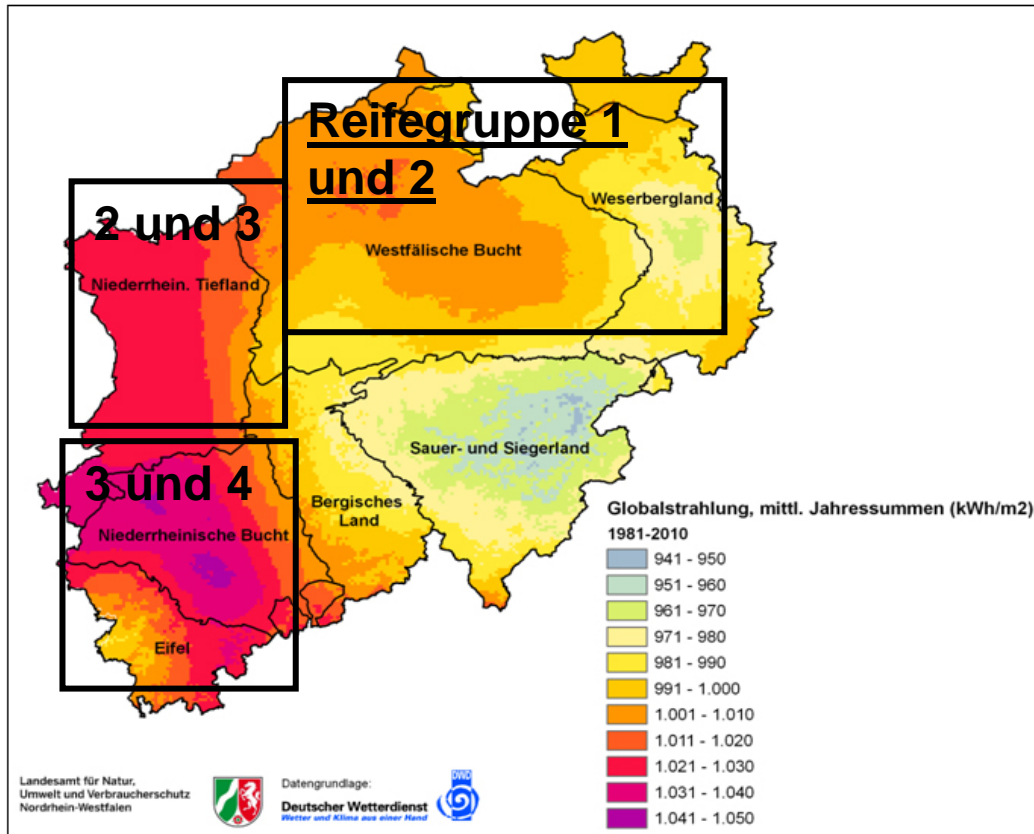 Reifegruppe 1
und 2
Weserbergland
2 und 3
Westfälische Bucht
Niederrhein. Tiefland
Sauer- und Siegerland
3 und 4
Bergisches
Land
Niederrheinische Bucht
Eifel
Globalstrahlung, mittl. Jahressummen (kWh/m2)
1981-2010
941 - 950
951 - 960
961 - 970
971 - 980
981 - 990
991 - 1.000
1.001 - 1.010
1.011 - 1.020
1.021 - 1.030
1.031 - 1.040
1.041 - 1.050
Landesamt für Natur,
Umwelt und Verbraucherschutz
Nordrhein-Westfalen
Datengrundlage:
Deutscher Wetterdienst
Wetter und Klima aus einer Hand
DWD